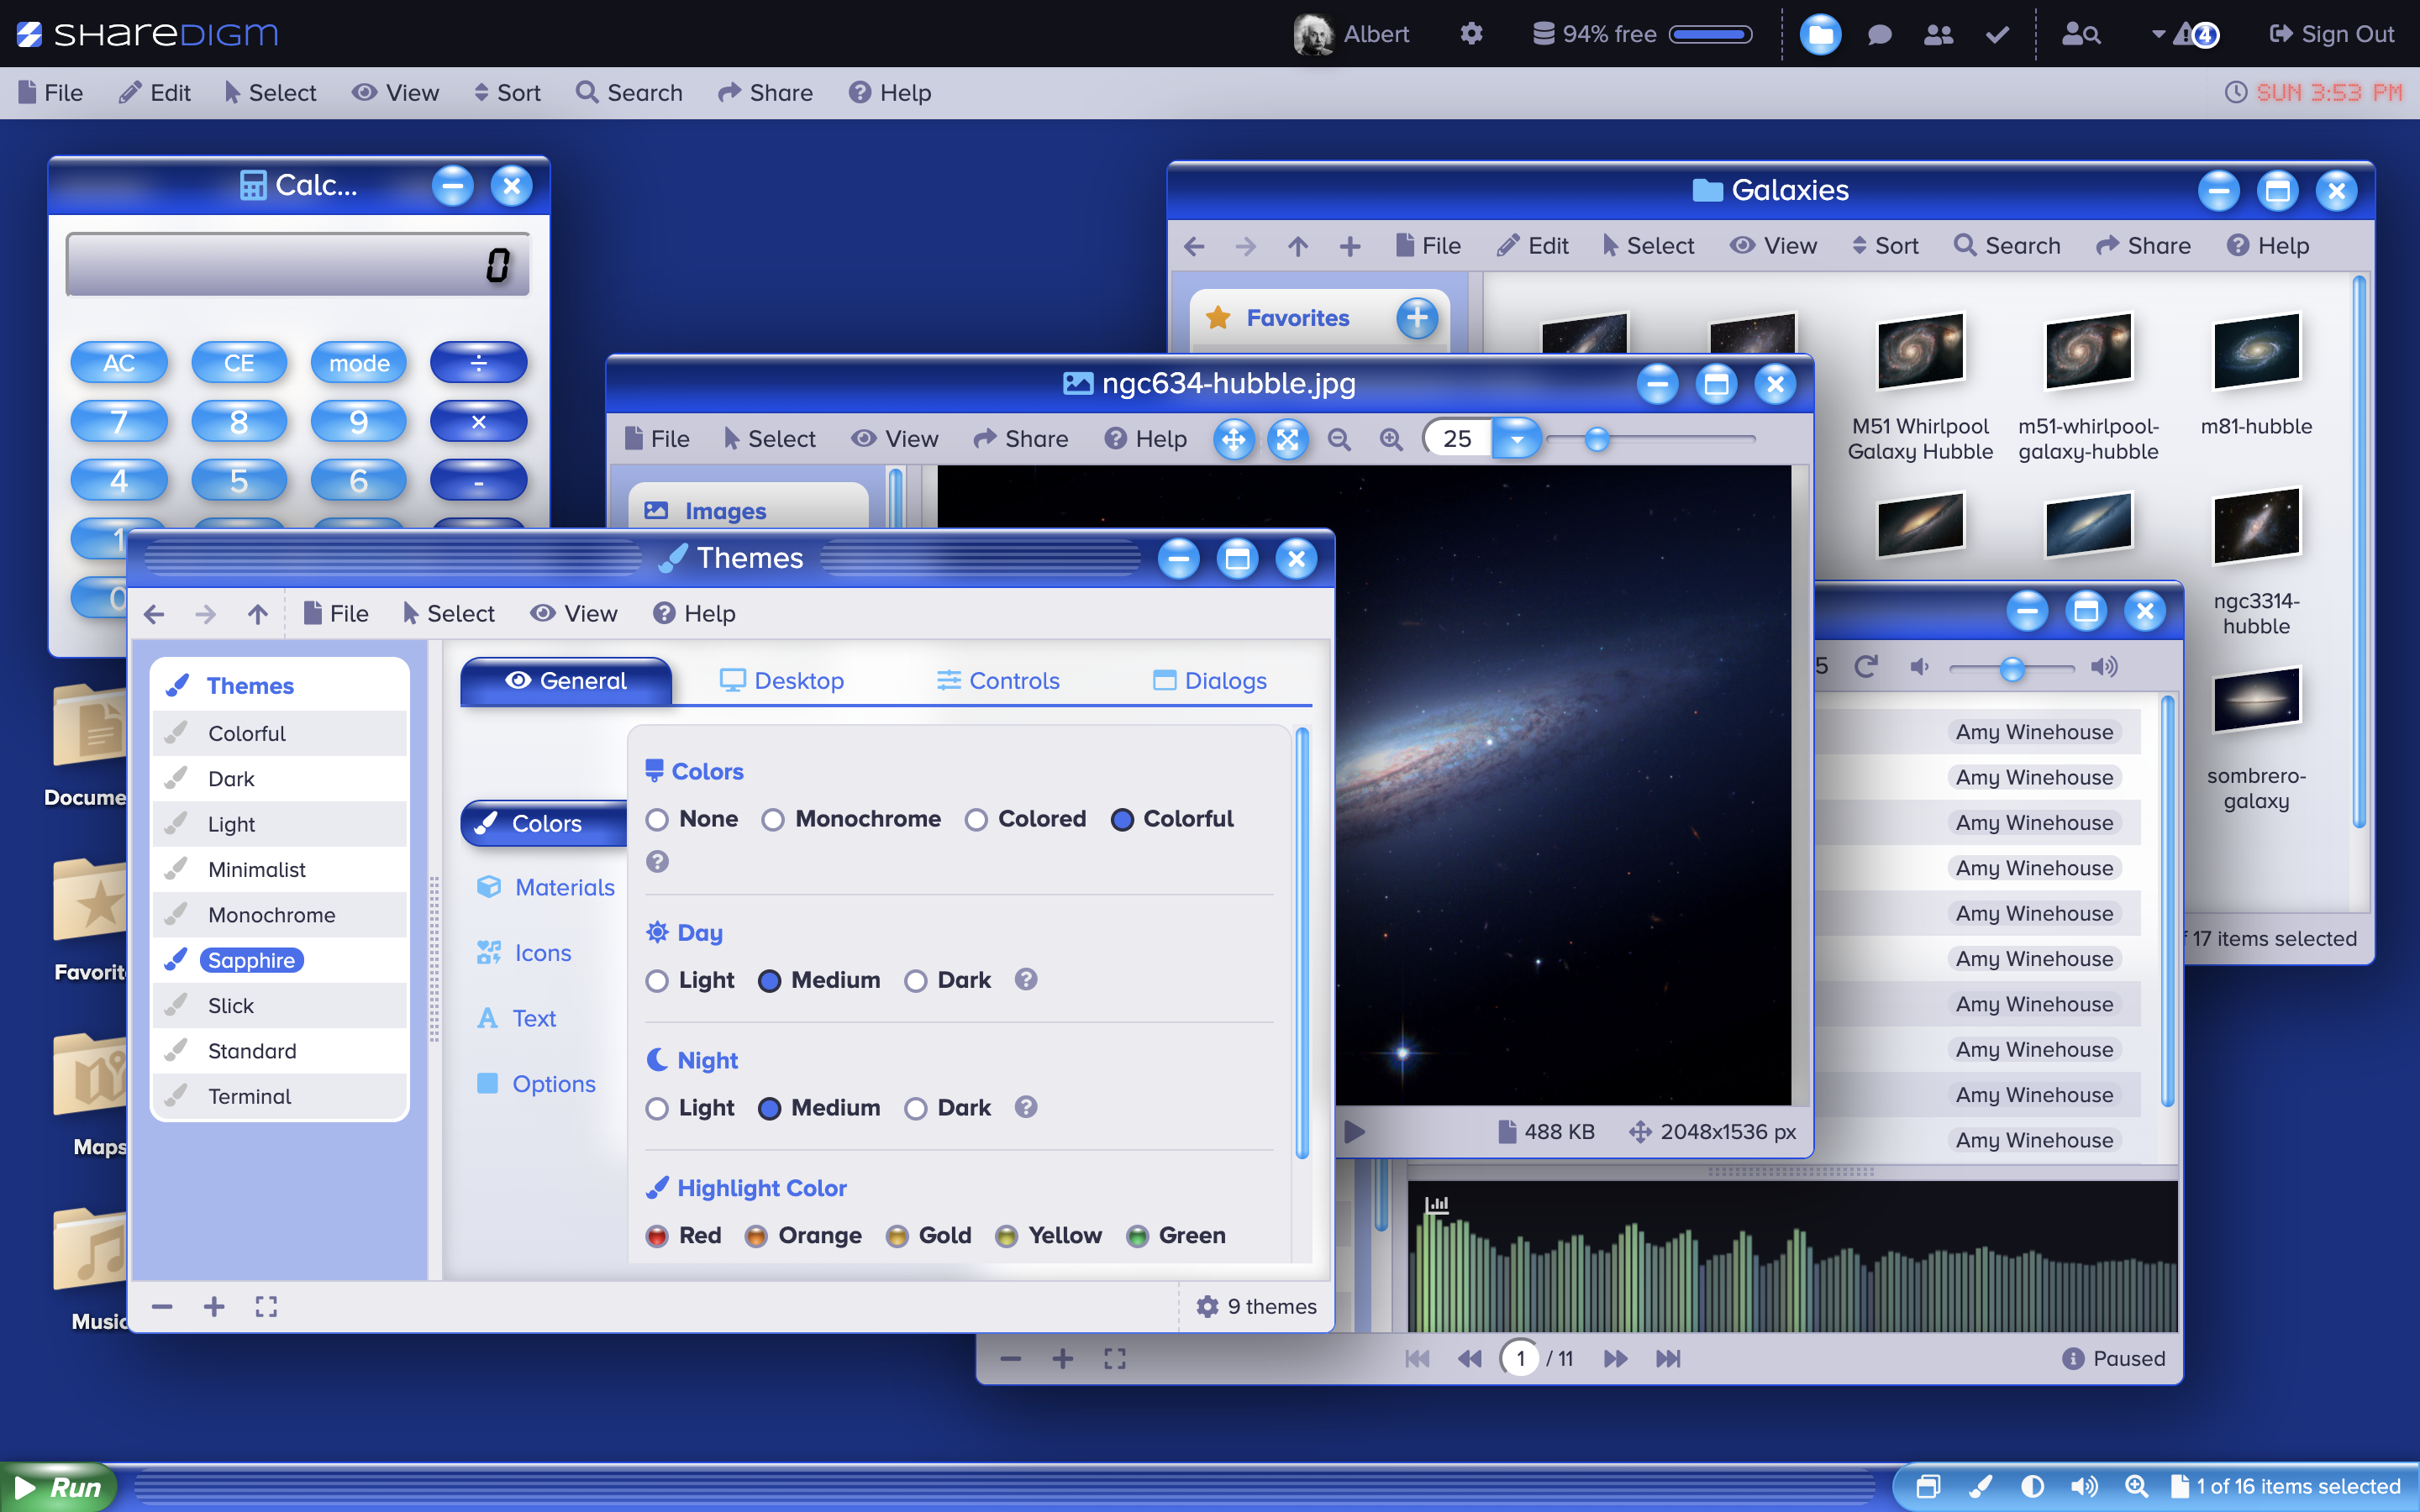 SHAREDIGM
Albert
94% free
4
Sign Out
File Edit Select View Sort Search Share Help
SUN 3:53 PM
Calc...
0
AC CE mode ÷
7 8 9 ×
4 5 6 -
1
0
Galaxies
File Edit Select View Sort Search Share Help
Favorites
M51 Whirlpool
Galaxy Hubble
m51-whirlpool-
galaxy-hubble
m81-hubble
ngc3314-
hubble
sombrero-
galaxy
17 items selected
ngc634-hubble.jpg
File Select View Share Help 25
Images
488 KB 2048x1536 px
Themes
File Select View Help
Themes
Colorful
Dark
Light
Minimalist
Monochrome
Sapphire
Slick
Standard
Terminal
General Desktop Controls Dialogs
Colors
Materials
Icons
Text
Options
Colors
None Monochrome Colored Colorful
Day
Light Medium Dark
Night
Light Medium Dark
Highlight Color
Red Orange Gold Yellow Green
9 themes
5
Amy Winehouse
Amy Winehouse
Amy Winehouse
Amy Winehouse
Amy Winehouse
Amy Winehouse
Amy Winehouse
Amy Winehouse
Amy Winehouse
Amy Winehouse
1 / 11
Paused
Docume
Favorit
Maps
Music
Run
1 of 16 items selected